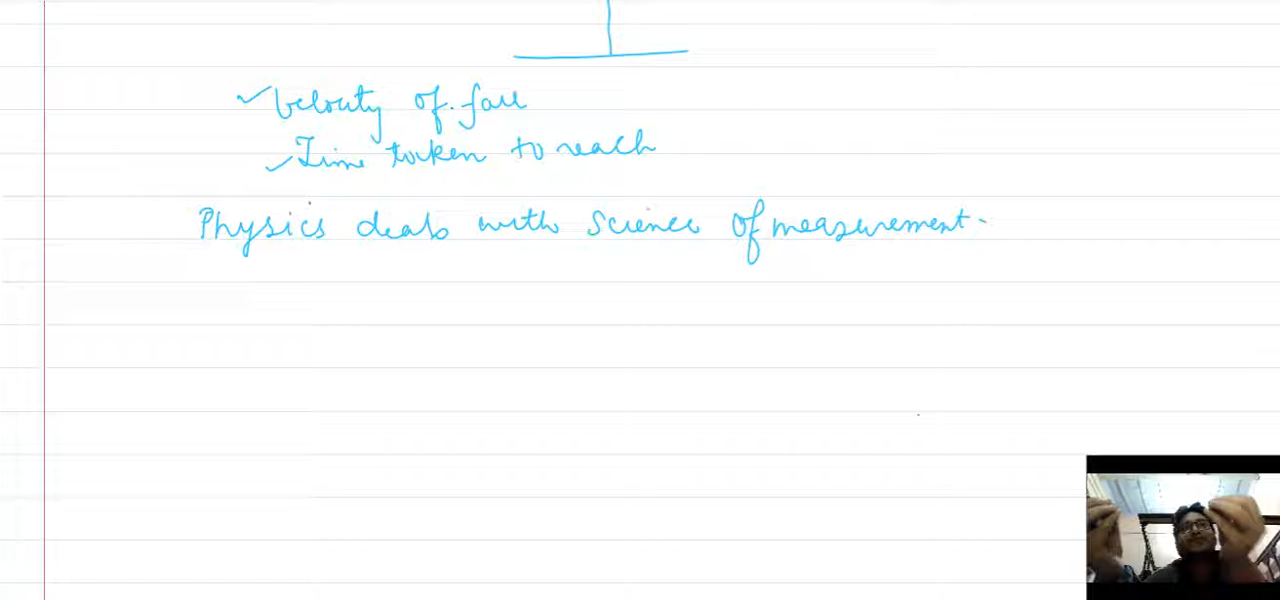 Velocity of fall
Time taken to reach
Physics deals with science of measurement.